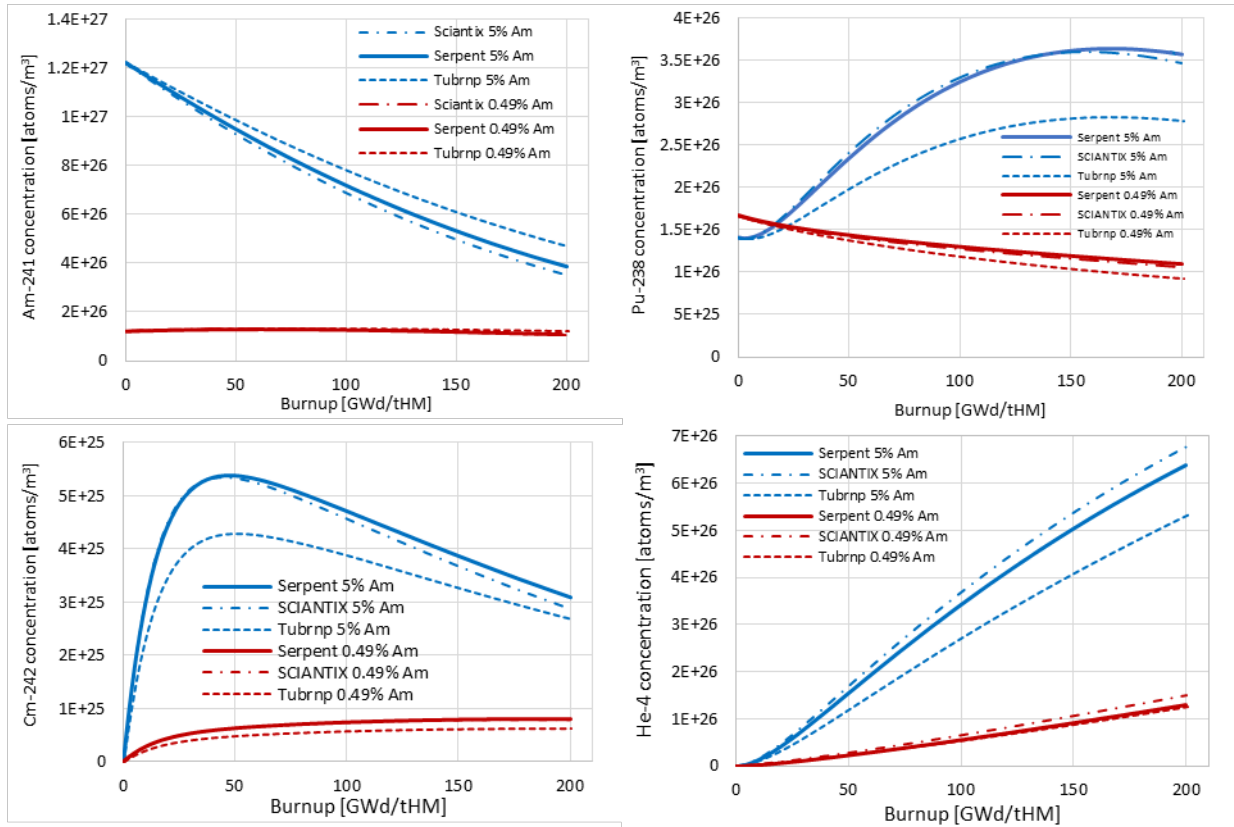 1.4E+27
1.2E+27
1E+27
8E+26
6E+26
4E+26
2E+26
0
Am-241 concentration [atoms/m³]
Sciantix 5% Am
Serpent 5% Am
Tubrnp 5% Am
Sciantix 0.49% Am
Serpent 0.49% Am
Tubrnp 0.49% Am
0 50 100 150 200
Burnup [GWd/tHM]
4E+26
3.5E+26
3E+26
2.5E+26
2E+26
1.5E+26
1E+26
5E+25
0
Pu-238 concentration [atoms/m³]
Serpent 5% Am
SCIANTIX 5% Am
Tubrnp 5% Am
Serpent 0.49% Am
SCIANTIX 0.49% Am
Tubrnp 0.49% Am
0 50 100 150 200
Burnup [GWd/tHM]
6E+25
5E+25
4E+25
3E+25
2E+25
1E+25
0
Cm-242 concentration [atoms/m³]
Serpent 5% Am
SCIANTIX 5% Am
Tubrnp 5% Am
Serpent 0.49% Am
SCIANTIX 0.49% Am
Tubrnp 0.49% Am
0 50 100 150 200
Burnup [GWd/tHM]
7E+26
6E+26
5E+26
4E+26
3E+26
2E+26
1E+26
0
He-4 concentration [atoms/m³]
Serpent 5% Am
SCIANTIX 5% Am
Tubrnp 5% Am
Serpent 0.49% Am
SCIANTIX 0.49% Am
Tubrnp 0.49% Am
0 50 100 150 200
Burnup [GWd/tHM]